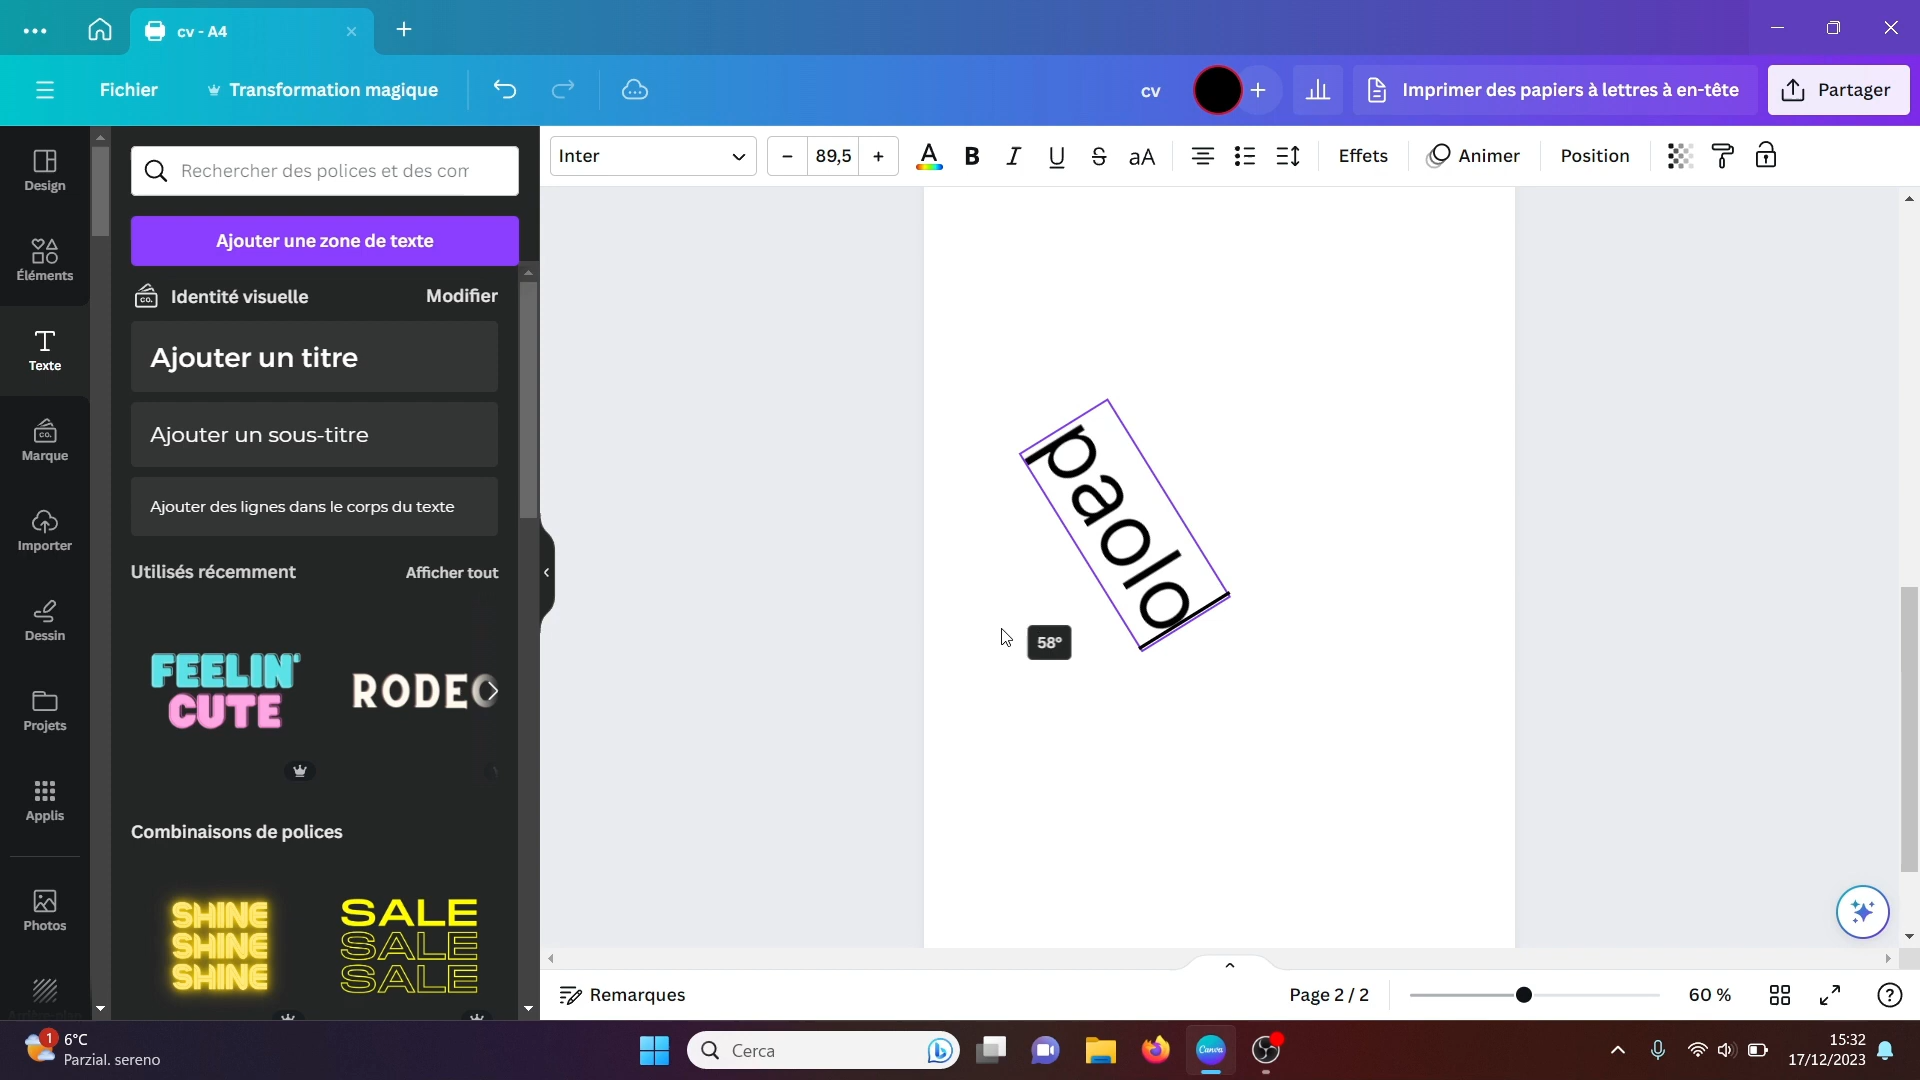 cv - A4
Fichier
Transformation magique
cv
Imprimer des papiers à lettres à en-tête
Partager
Design
Éléments
Texte
Marque
Importer
Dessin
Projets
Applis
Photos
Rechercher des polices et des com
Ajouter une zone de texte
CO.
Identité visuelle
Modifier
Ajouter un titre
Ajouter un sous-titre
Ajouter des lignes dans le corps du texte
Utilisés récemment
Afficher tout
FEELIN'
CUTE
RODEO
Combinaisons de polices
SHINE
SHINE
SHINE
SALE
SALE
SALE
Inter
- 89,5 +
A B I U S aA
Effets
Animer
Position
paolo
58°
Remarques
Page 2 / 2
60 %
1
6°C
Parzial. sereno
Cerca
Canva
15:32
17/12/2023